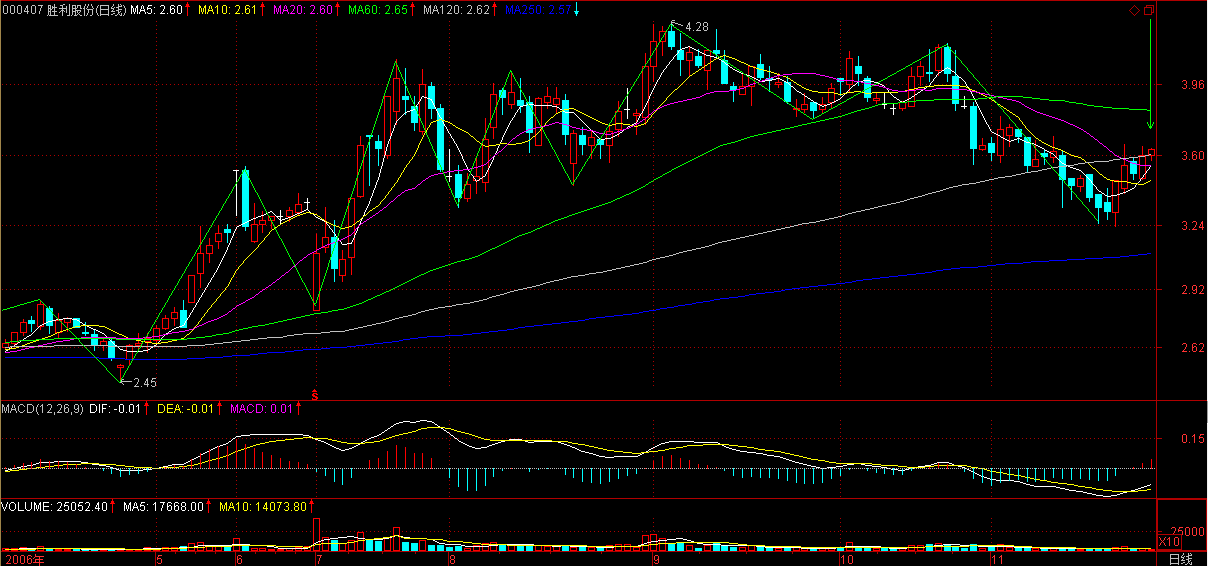 000407 胜利股份(日线) MA5: 2.60↑ MA10: 2.61↑ MA20: 2.60↑ MA60: 2.65↑ MA120: 2.62↑ MA250: 2.57↓
4.28
3.96
3.60
3.24
2.92
2.62
2.45
S
MACD(12,26,9) DIF: -0.01↑ DEA: -0.01↑ MACD: 0.01↑
0.15
VOLUME: 25052.40↑ MA5: 17668.00↑ MA10: 14073.80↑
25000
X10
2006年 5 6 7 8 9 10 11 日线